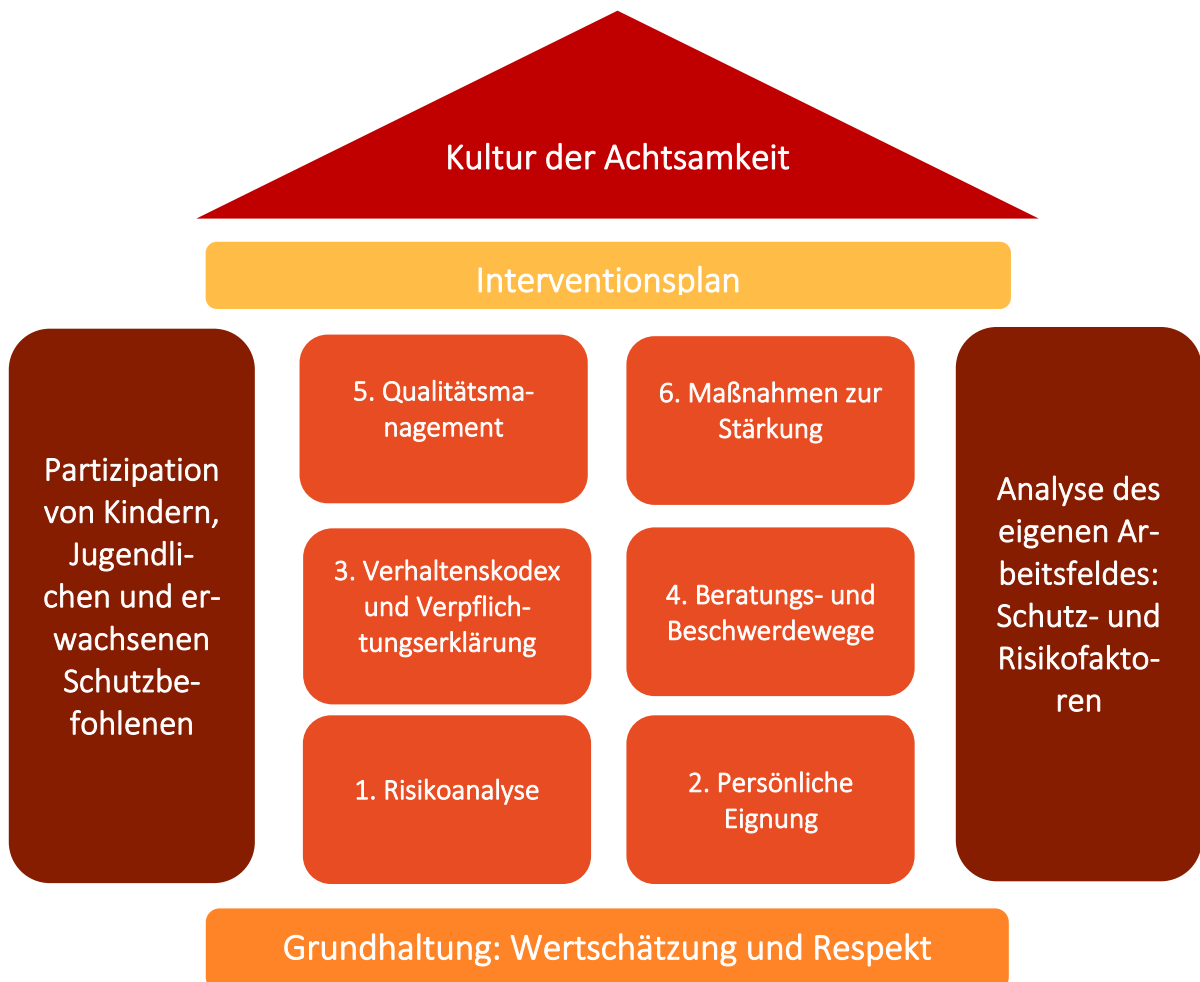 Kultur der Achtsamkeit
Interventionsplan
Partizipation
von Kindern,
Jugendli-
chen und er-
wachsenen
Schutzbe-
fohlenen
5. Qualitätsma-
nagement
6. Maßnahmen zur
Stärkung
3. Verhaltenskodex
und Verpflich-
tungserklärung
4. Beratungs- und
Beschwerdewege
1. Risikoanalyse
2. Persönliche
Eignung
Analyse des
eigenen Ar-
beitsfeldes:
Schutz- und
Risikofakto-
ren
Grundhaltung: Wertschätzung und Respekt